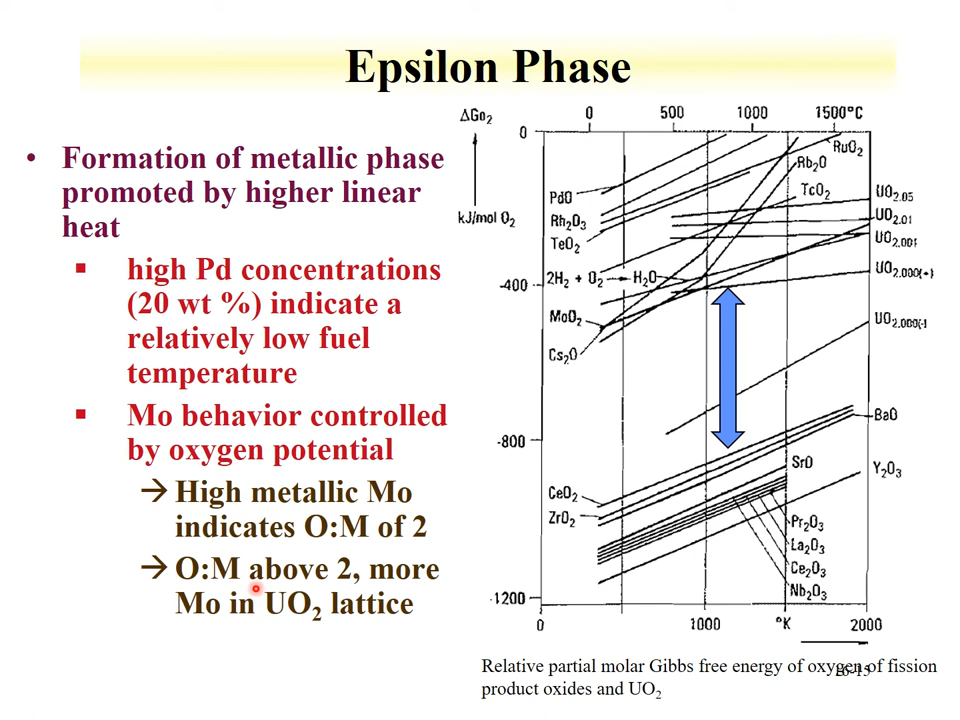 Epsilon Phase
• Formation of metallic phase
promoted by higher linear
heat
▪ high Pd concentrations
(20 wt %) indicate a
relatively low fuel
temperature
▪ Mo behavior controlled
by oxygen potential
→ High metallic Mo
indicates O:M of 2
→ O:M above 2, more
Mo in UO₂ lattice
ΔGO₂
0 500 1000 1500°C
kJ/mol O₂
0
-400
-800
-1200
PdO
Rh₂O₃
TeO₂
2H₂ + O₂ → H₂O
MoO₂
Cs₂O
RuO₂
Rb₂O
TcO₂
UO₂.₀₅
UO₂.₀₁
UO₂.₀₀₁
UO₂.₀₀₀(+)
UO₂.₀₀₀(-)
BaO
CeO₂
ZrO₂
SrO
Y₂O₃
Pr₂O₃
La₂O₃
Ce₂O₃
Nb₂O₃
0 1000 °K 2000
Relative partial molar Gibbs free energy of oxygen of fission
product oxides and UO₂
16-15